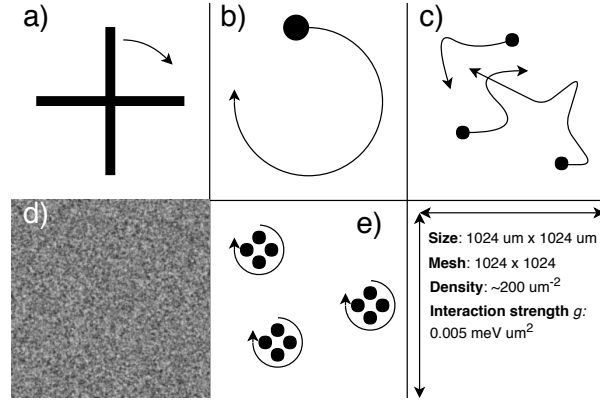 a)
b)
c)
d)
e)
Size: 1024 um x 1024 um
Mesh: 1024 x 1024
Density: ~200 um-2
Interaction strength g:
0.005 meV um2